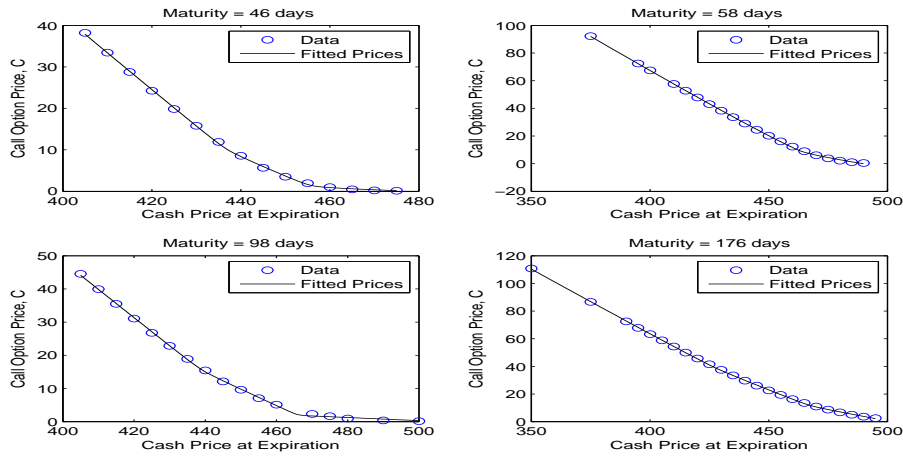 Maturity = 46 days
Call Option Price, C
40
30
20
10
0
400
420
440
460
480
Cash Price at Expiration
Data
Fitted Prices
Maturity = 58 days
Call Option Price, C
100
80
60
40
20
0
−20
350
400
450
500
Cash Price at Expiration
Data
Fitted Prices
Maturity = 98 days
Call Option Price, C
50
40
30
20
10
0
400
420
440
460
480
500
Cash Price at Expiration
Data
Fitted Prices
Maturity = 176 days
Call Option Price, C
120
100
80
60
40
20
0
350
400
450
500
Cash Price at Expiration
Data
Fitted Prices